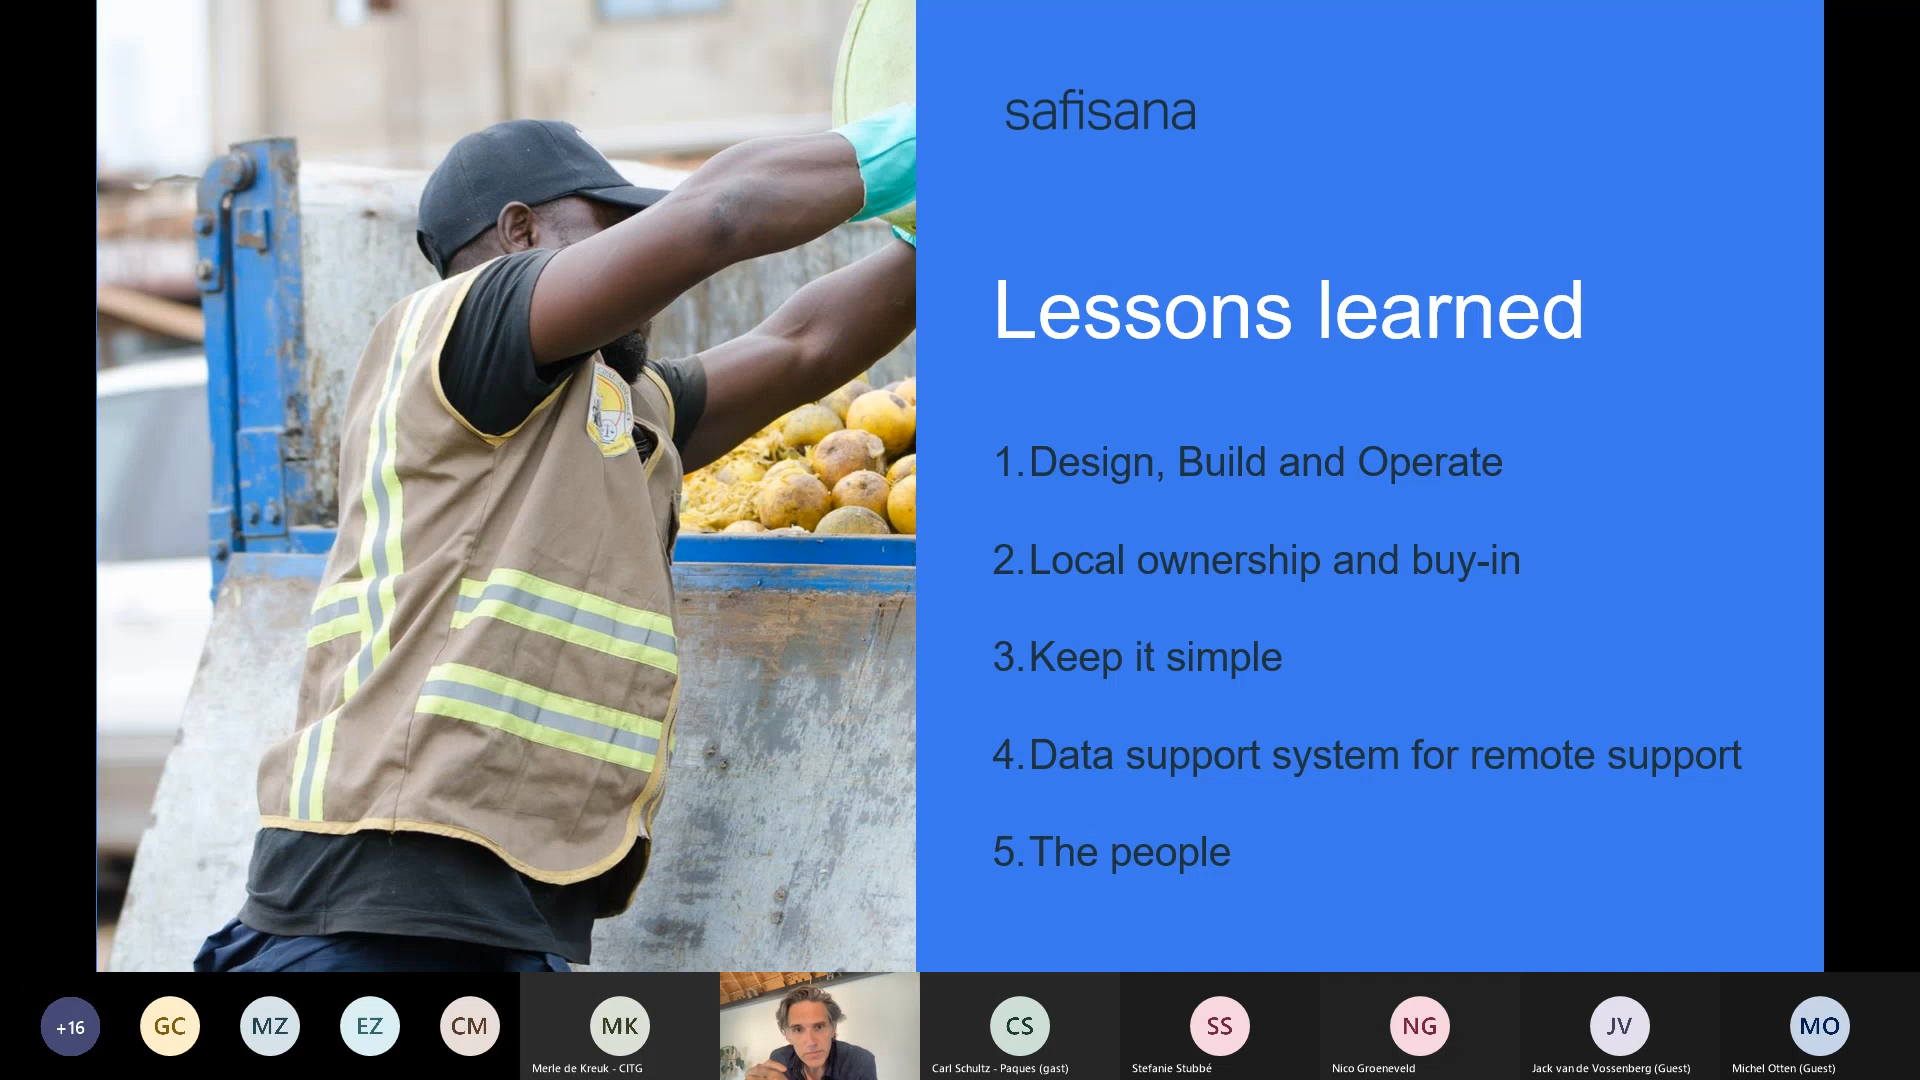 safisana
Lessons learned
1. Design, Build and Operate
2. Local ownership and buy-in
3. Keep it simple
4. Data support system for remote support
5. The people
+16
GC
MZ
EZ
CM
MK
Merle de Kreuk - CITG
CS
Carl Schultz - Paques (gast)
SS
Stefanie Stubbé
NG
Nico Groeneveld
JV
Jack van de Vossenberg (Guest)
MO
Michel Otten (Guest)